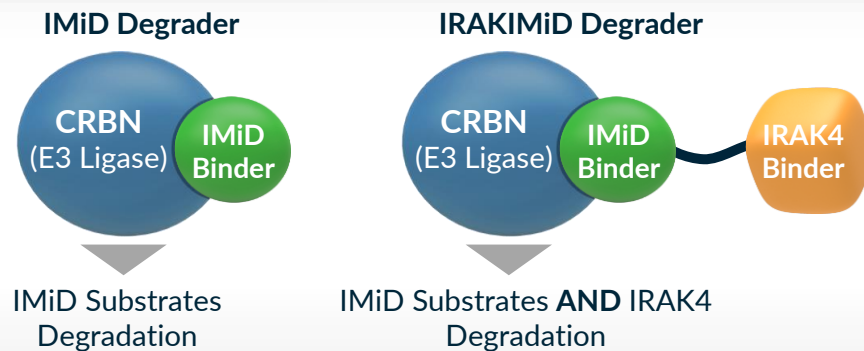 IMiD Degrader
CRBN
(E3 Ligase)
IMiD
Binder
IMiD Substrates
Degradation
IRAKIMiD Degrader
CRBN
(E3 Ligase)
IMiD
Binder
IRAK4
Binder
IMiD Substrates AND IRAK4
Degradation